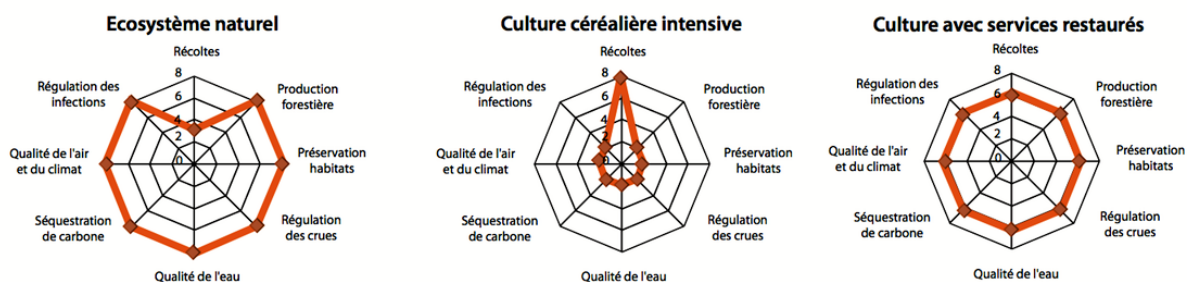 Ecosystème naturel
Récoltes
8
6
4
2
0
Production
forestière
Préservation
habitats
Régulation
des crues
Qualité de l'eau
Séquestration
de carbone
Qualité de l'air
et du climat
Régulation des
infections
Culture céréalière intensive
Récoltes
8
6
4
2
0
Production
forestière
Préservation
habitats
Régulation
des crues
Qualité de l'eau
Séquestration
de carbone
Qualité de l'air
et du climat
Régulation des
infections
Culture avec services restaurés
Récoltes
8
6
4
2
0
Production
forestière
Préservation
habitats
Régulation
des crues
Qualité de l'eau
Séquestration
de carbone
Qualité de l'air
et du climat
Régulation des
infections